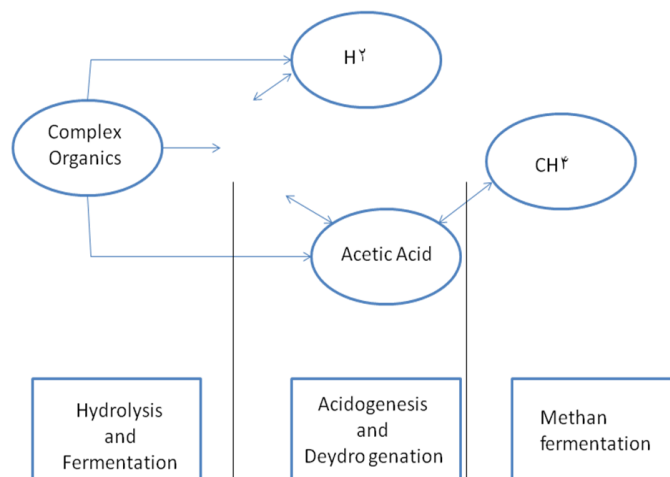 H۲
Complex
Organics
CH۴
Acetic Acid
Hydrolysis
and
Fermentation
Acidogenesis
and
Deydro genation
Methan
fermentation